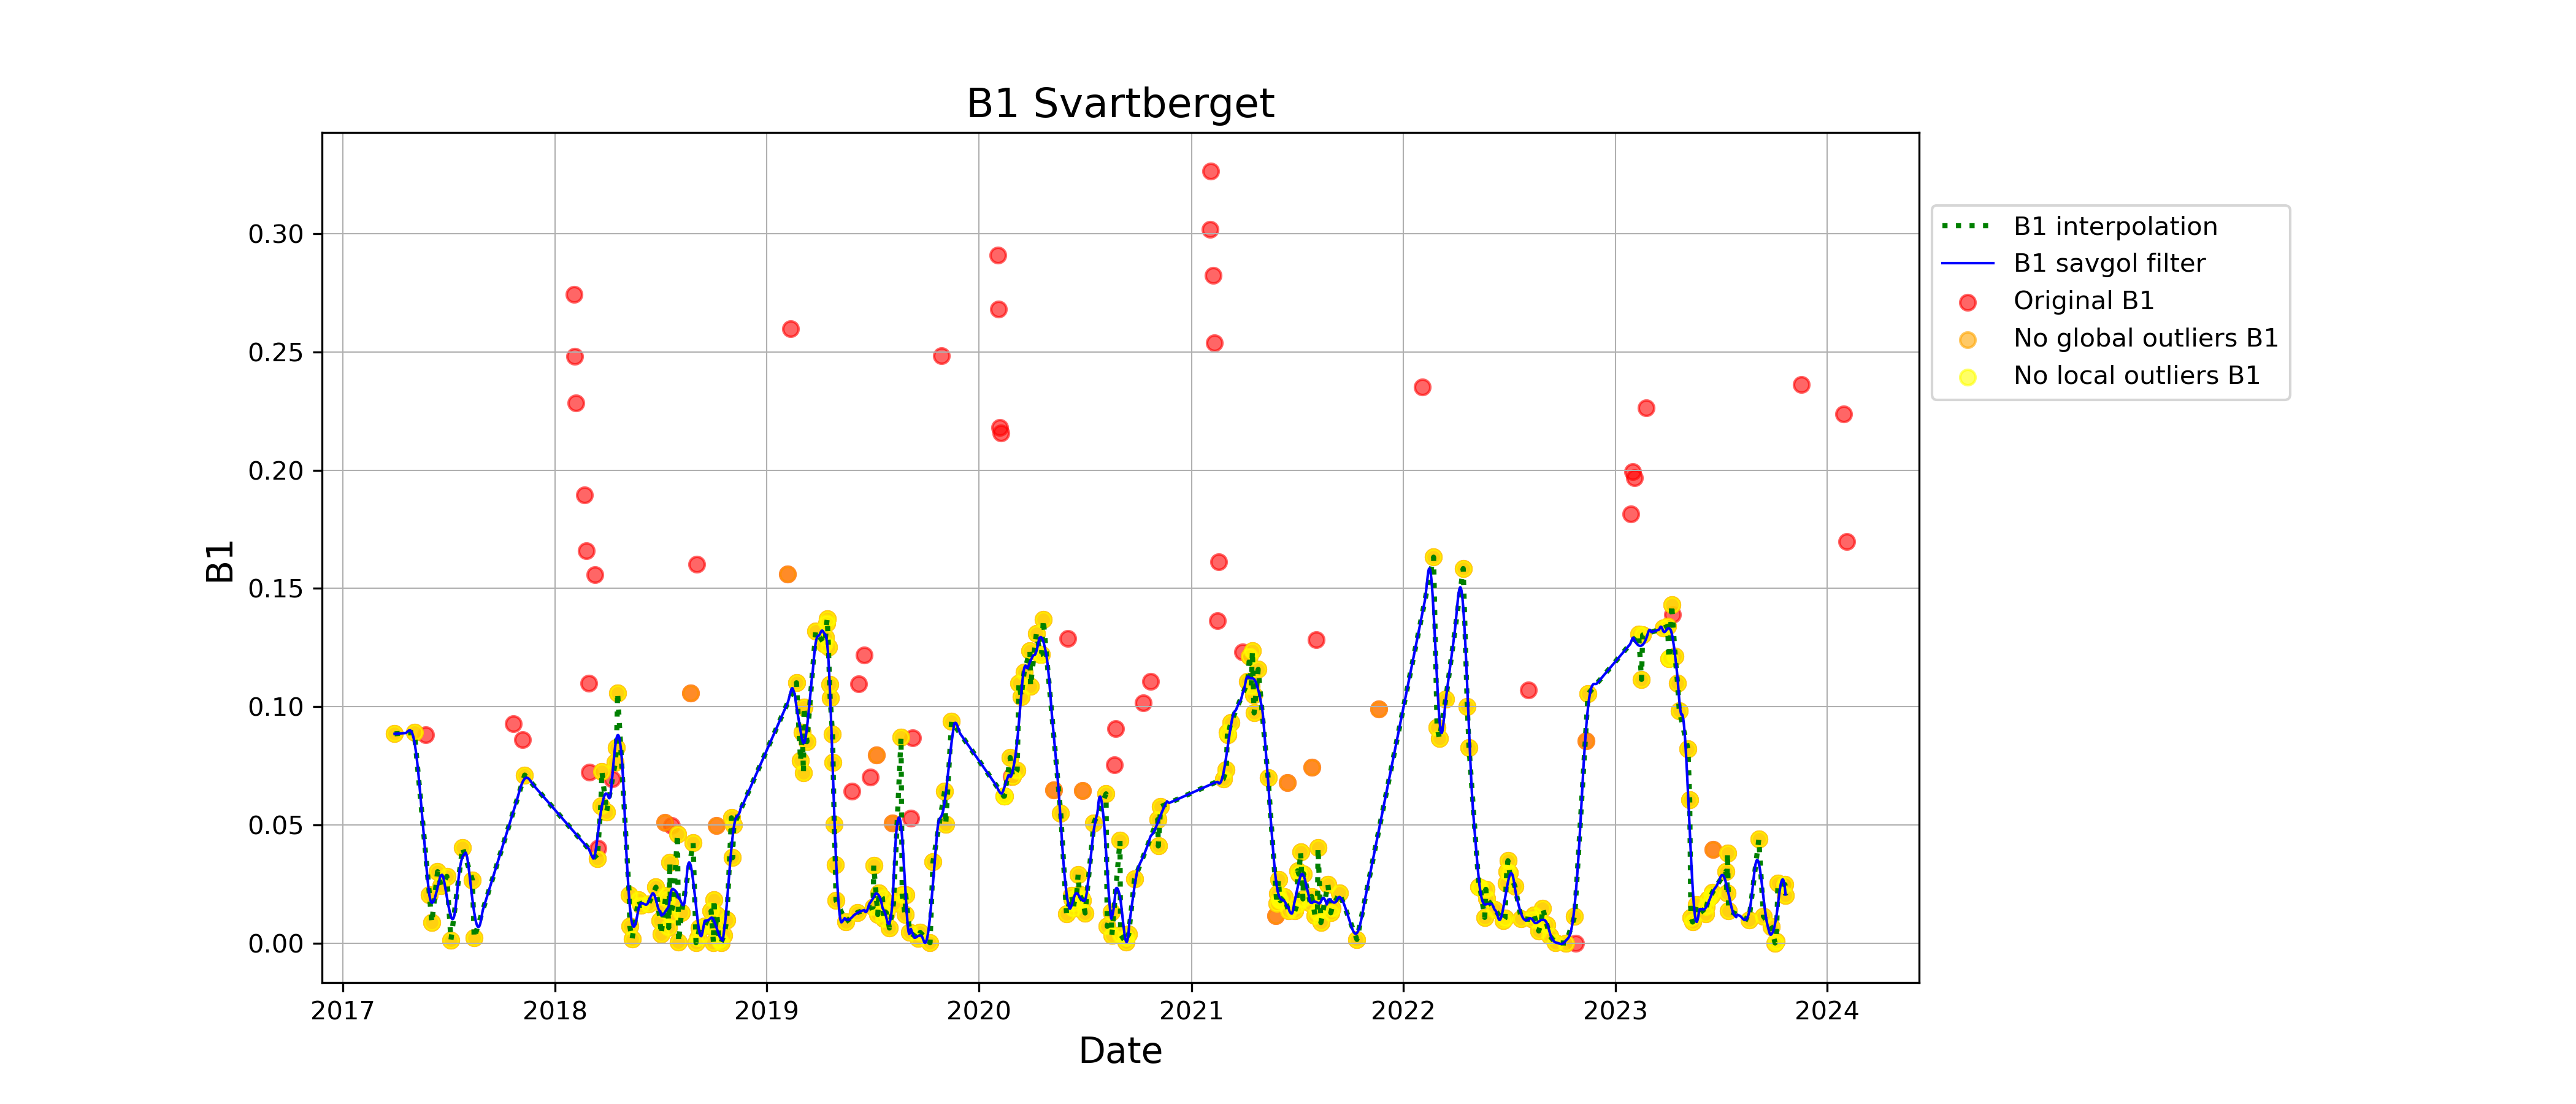 B1 Svartberget
B1
0.30
0.25
0.20
0.15
0.10
0.05
0.00
2017 2018 2019 2020 2021 2022 2023 2024
Date
B1 interpolation
B1 savgol filter
Original B1
No global outliers B1
No local outliers B1